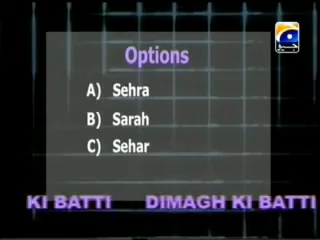 Options
A) Sehra
B) Sarah
C) Sehar
KI BATTI DIMAGH KI BATTI